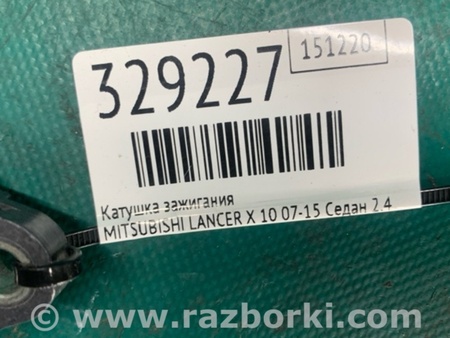 151220
329227
Катушка зажигания
MITSUBISHI LANCER X 10 07-15 Седан 2.4
www.razborki.com